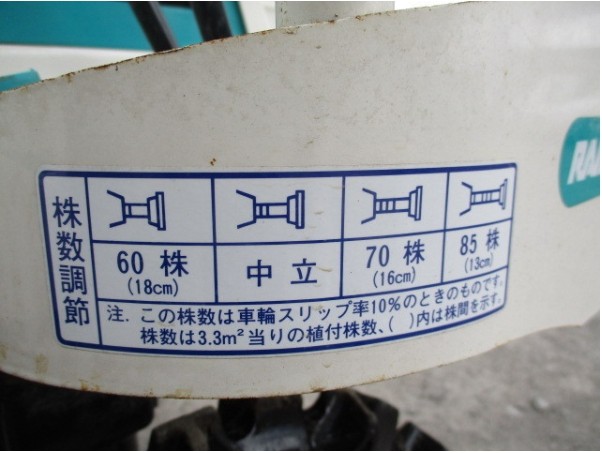 株数調節
60 株 中立 70 株 85 株
(18cm) (16cm) (13cm)
注. この株数は車輪スリップ率10%のときのものです。
株数は3.3m²当りの植付株数、( )内は株間を示す。